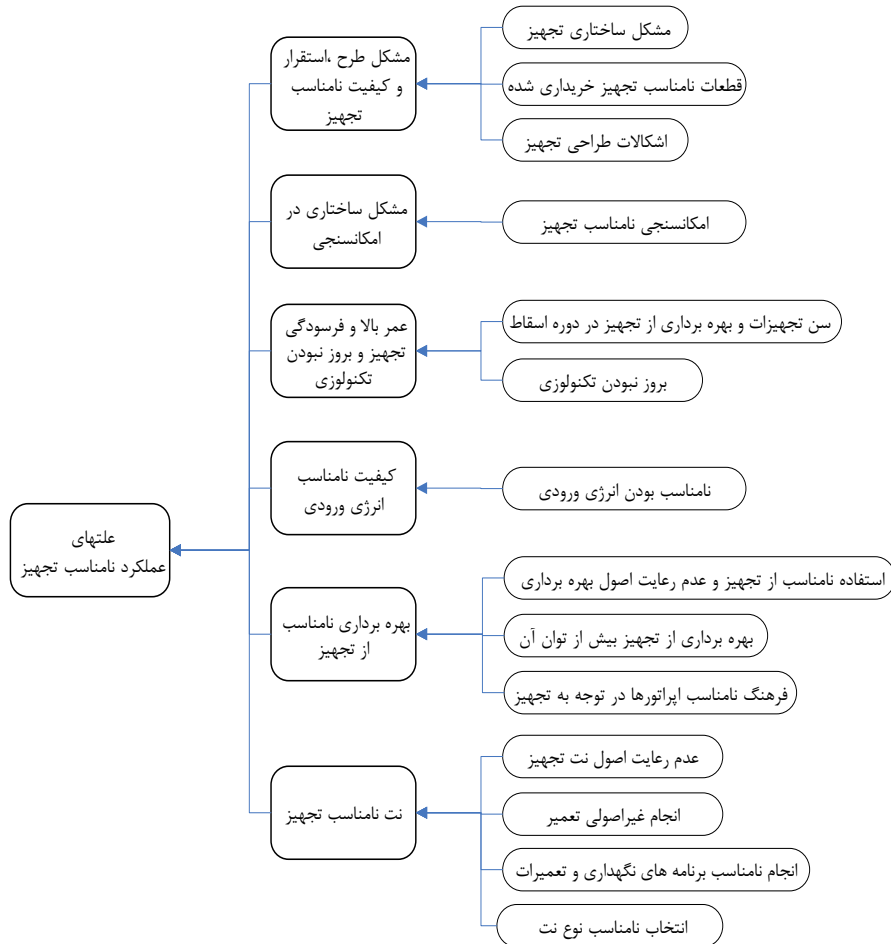 مشکل ساختاری تجهیز
قطعات نامناسب تجهیز خریداری شده
اشکالات طراحی تجهیز
مشکل طرح ،استقرار
و کیفیت نامناسب
تجهیز
امکانسنجی نامناسب تجهیز
مشکل ساختاری در
امکانسنجی
سن تجهیزات و بهره برداری از تجهیز در دوره اسقاط
بروز نبودن تکنولوزی
عمر بالا و فرسودگی
تجهیز و بروز نبودن
تکنولوزی
نامناسب بودن انرژی ورودی
کیفیت نامناسب
انرژی ورودی
استفاده نامناسب از تجهیز و عدم رعایت اصول بهره برداری
بهره برداری از تجهیز بیش از توان آن
فرهنگ نامناسب اپراتورها در توجه به تجهیز
بهره برداری نامناسب
از تجهیز
عدم رعایت اصول نت تجهیز
انجام غیراصولی تعمیر
انجام نامناسب برنامه های نگهداری و تعمیرات
انتخاب نامناسب نوع نت
نت نامناسب تجهیز
علتهای
عملکرد نامناسب تجهیز